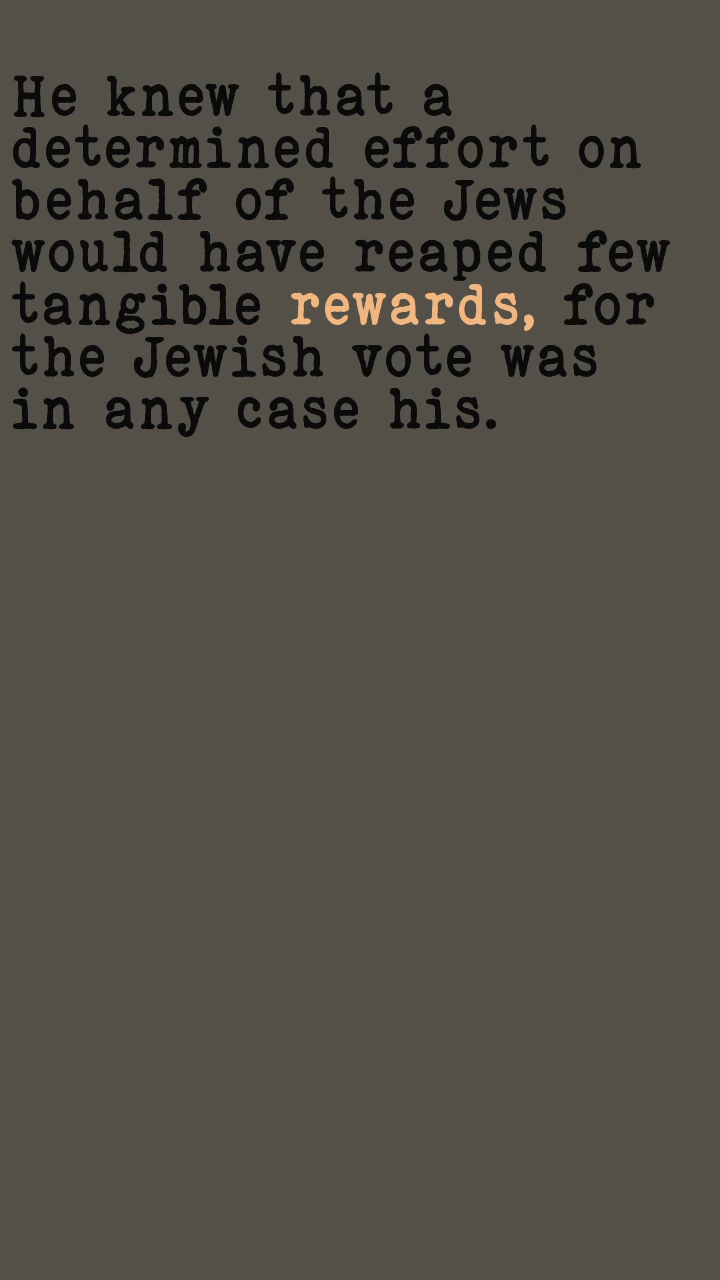 He knew that a
determined effort on
behalf of the Jews
would have reaped few
tangible rewards, for
the Jewish vote was
in any case his.